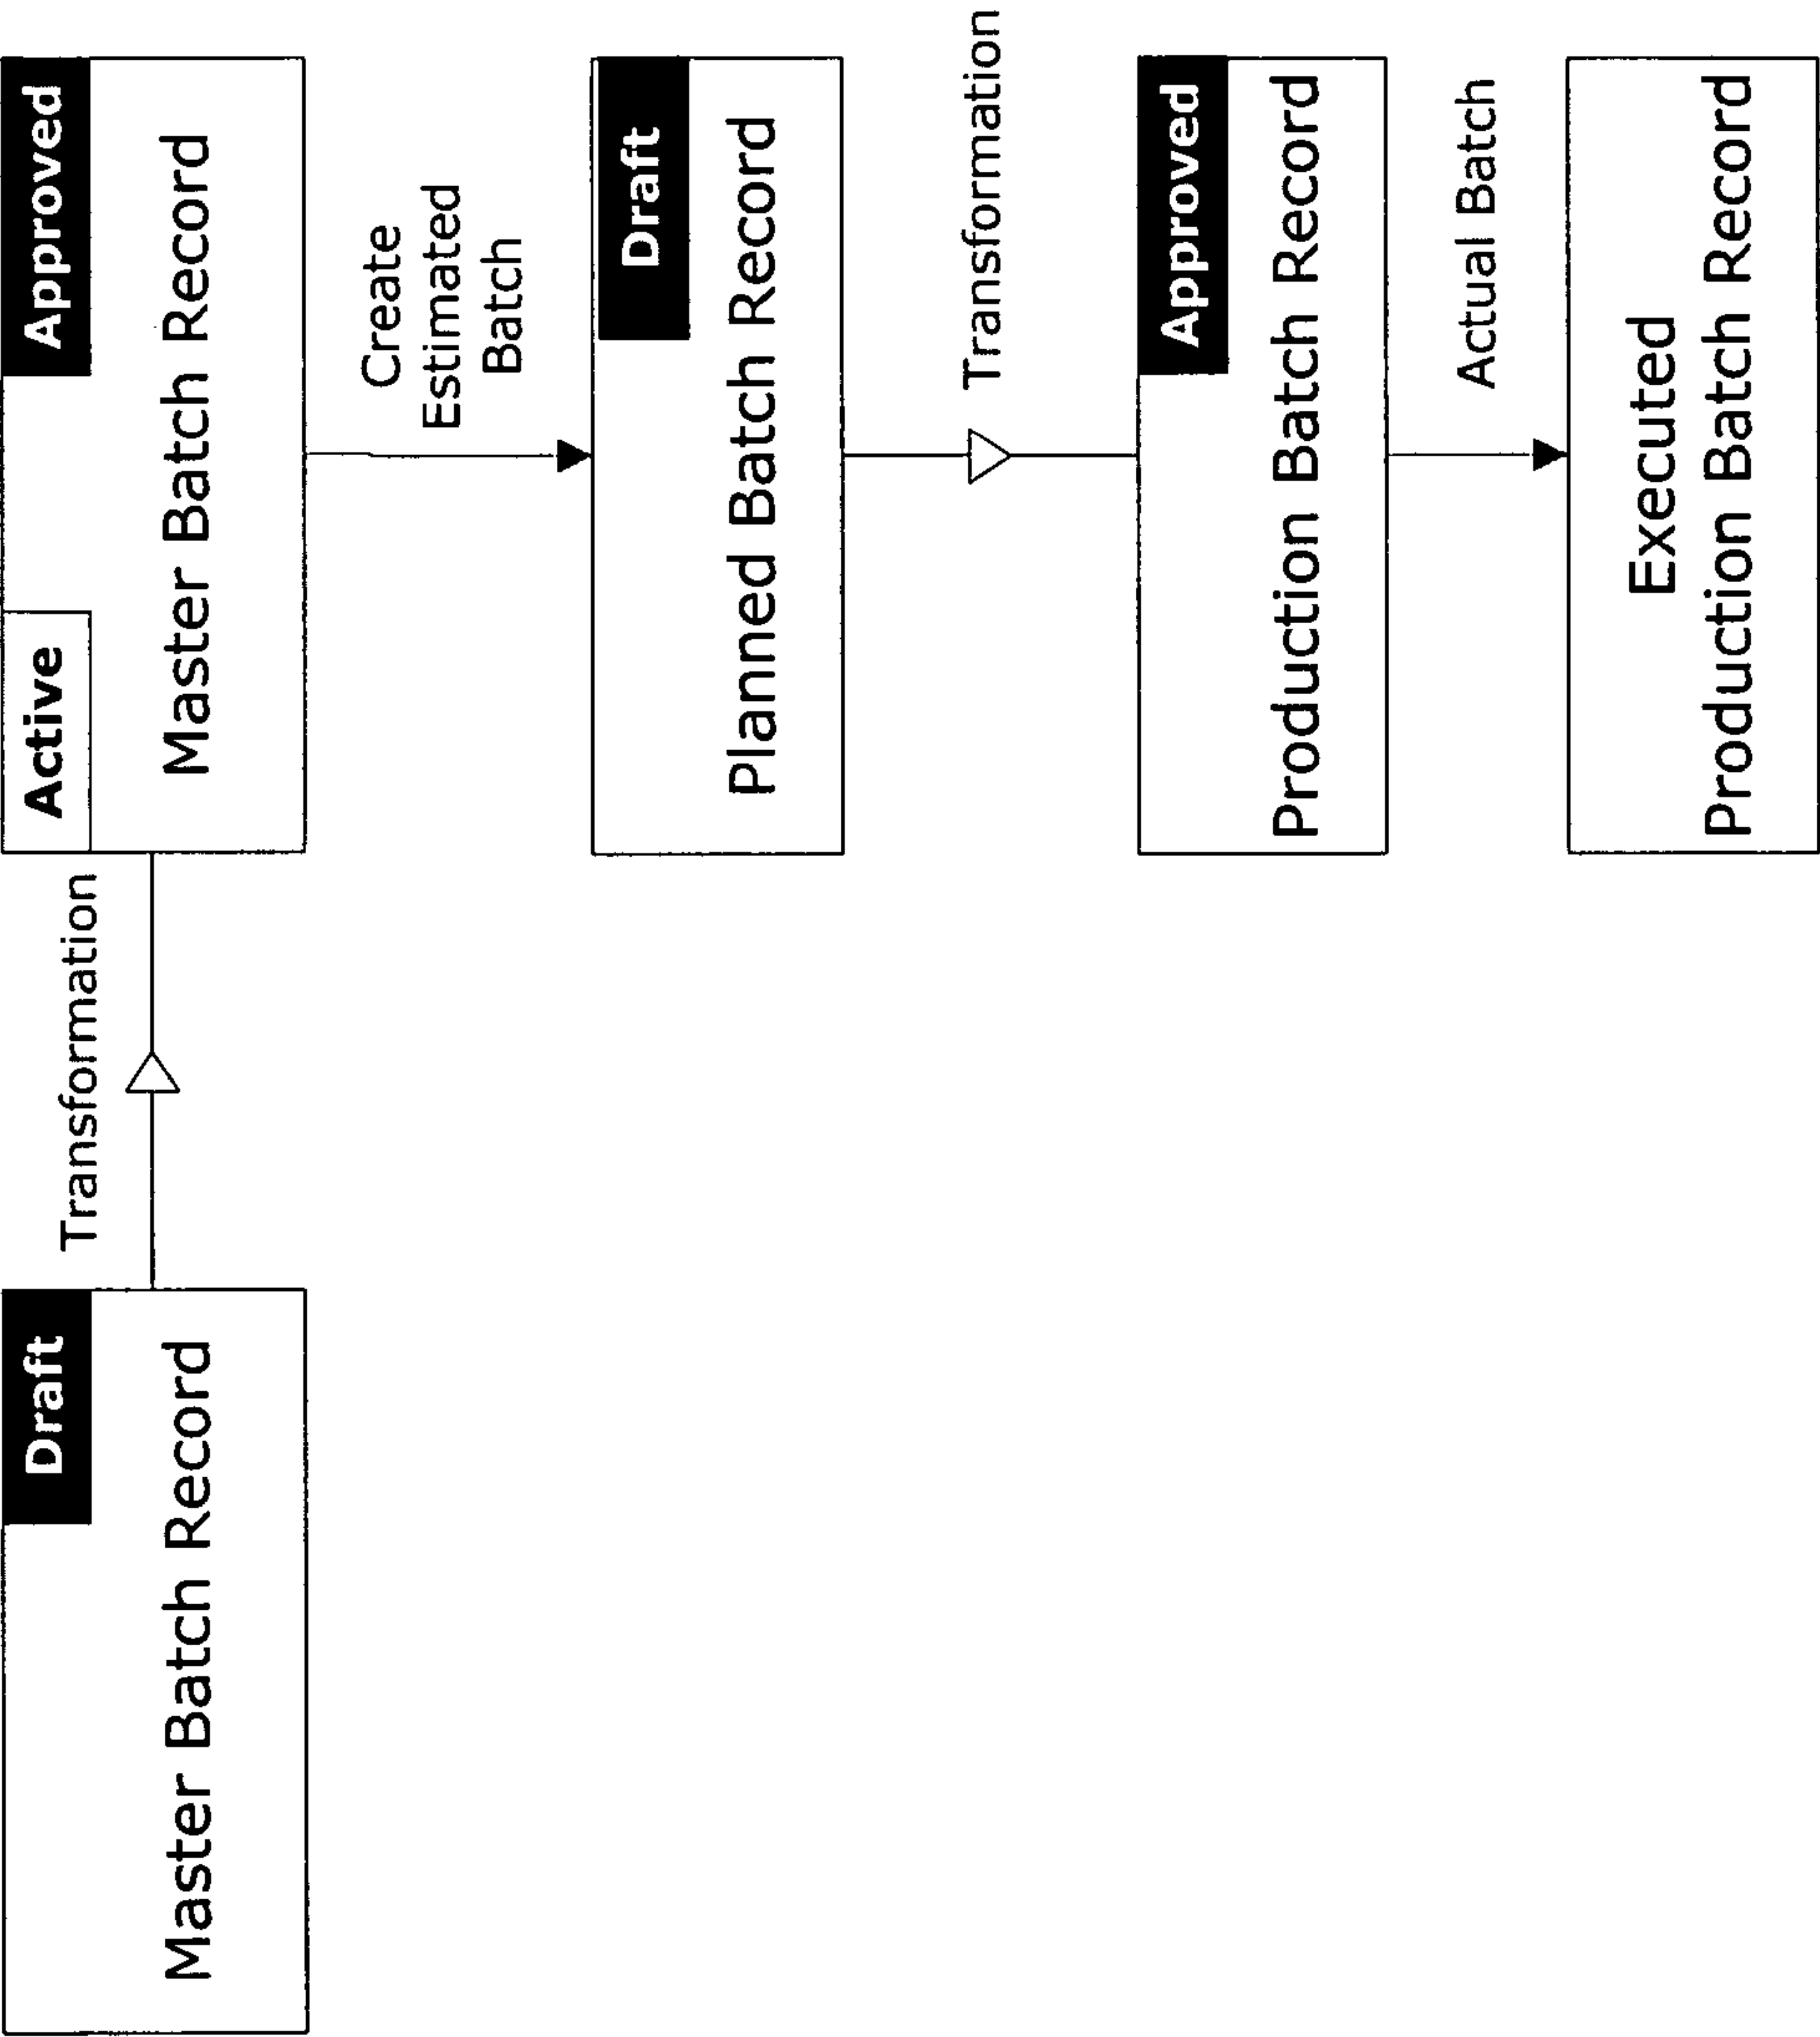 Draft
Master Batch Record
Transformation
Active
Approved
Master Batch Record
Create
Estimated
Batch
Draft
Planned Batch Record
Transformation
Approved
Production Batch Record
Actual Batch
Executed
Production Batch Record